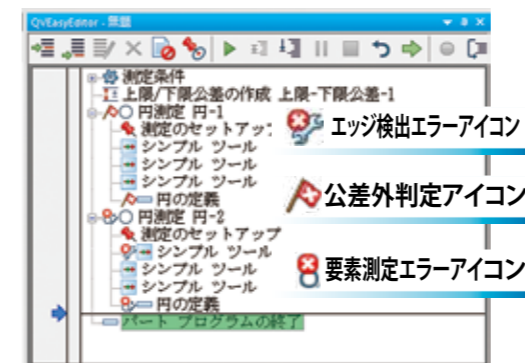 QVEasyEditor - 無題
測定条件
上限/下限公差の作成 上限-下限公差-1
円測定 円-1
測定のセットアップ
シンプル ツール
シンプル ツール
シンプル ツール
円の定義
円測定 円-2
測定のセットアップ
シンプル ツール
シンプル ツール
シンプル ツール
円の定義
パート プログラムの終了
エッジ検出エラーアイコン
公差外判定アイコン
要素測定エラーアイコン